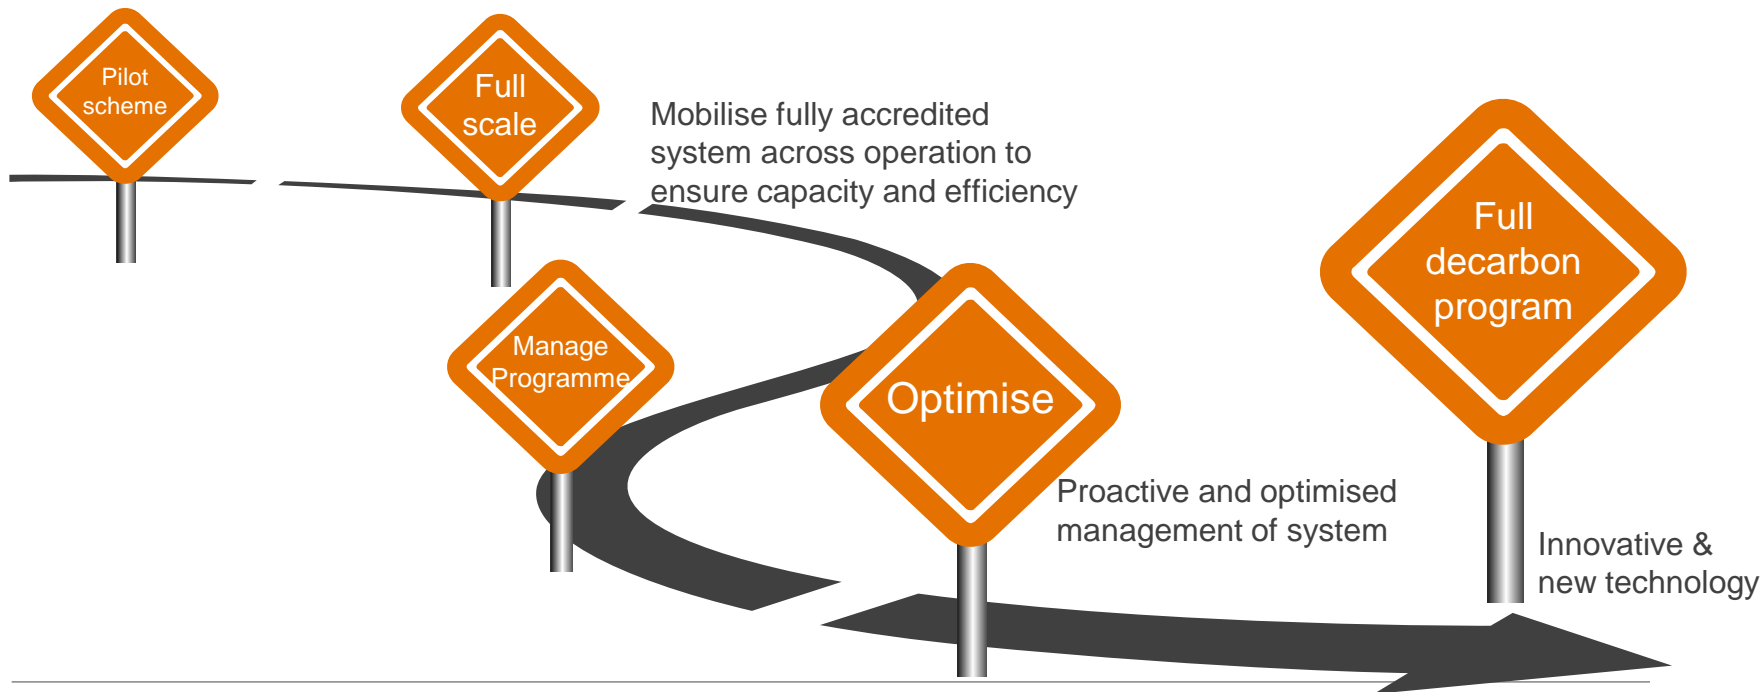 Pilot
scheme
Full
scale
Mobilise fully accredited
system across operation to
ensure capacity and efficiency
Manage
Programme
Optimise
Proactive and optimised
management of system
Full
decarbon
program
Innovative &
new technology